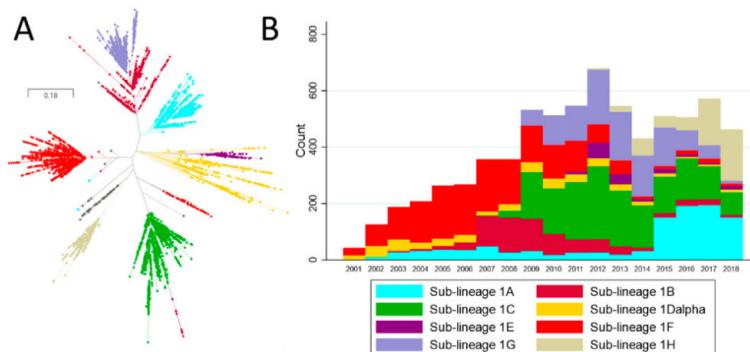 A
B
0.18
800
600
400
200
0
Count
2001 2002 2003 2004 2005 2006 2007 2008 2009 2010 2011 2012 2013 2014 2015 2016 2017 2018
Sub-lineage 1A Sub-lineage 1B
Sub-lineage 1C Sub-lineage 1Dalpha
Sub-lineage 1E Sub-lineage 1F
Sub-lineage 1G Sub-lineage 1H